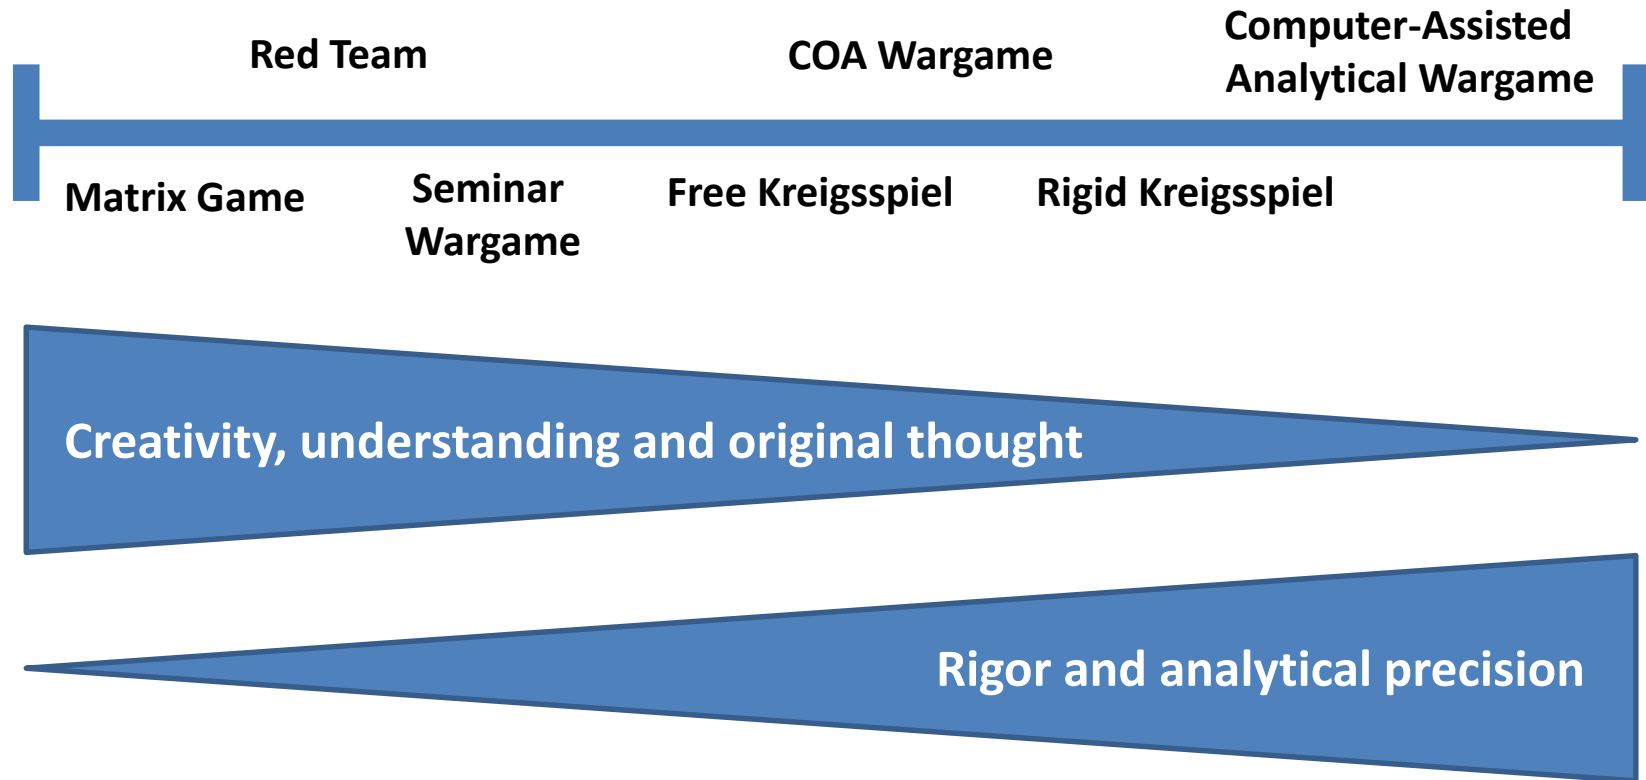 Red Team
COA Wargame
Computer-Assisted
Analytical Wargame
Matrix Game
Seminar
Wargame
Free Kreigsspiel
Rigid Kreigsspiel
Creativity, understanding and original thought
Rigor and analytical precision